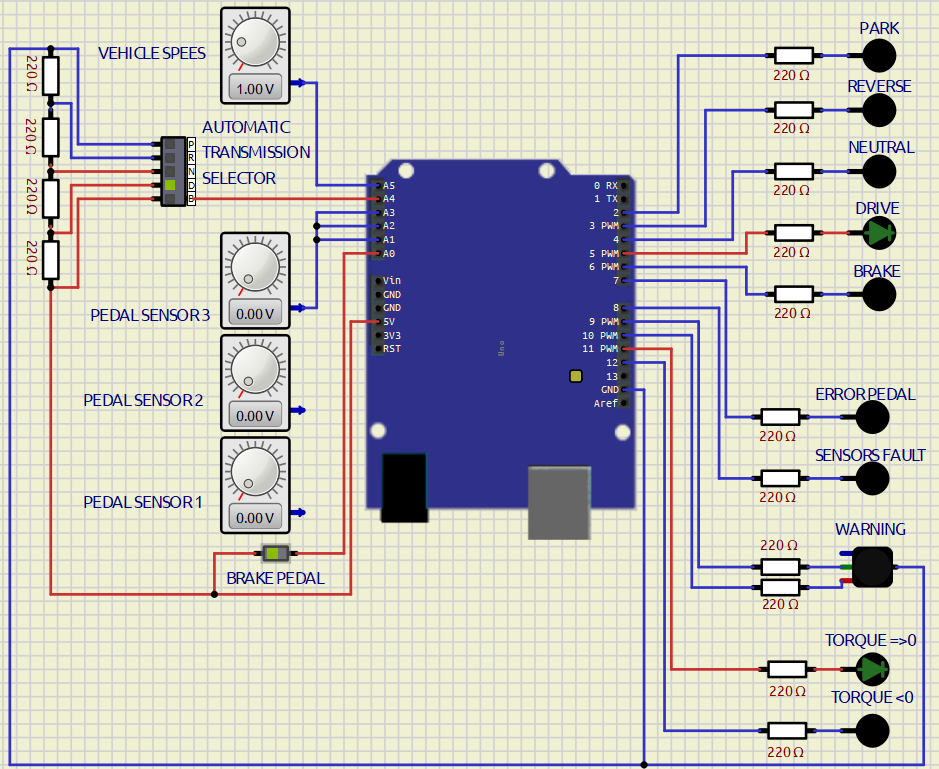 VEHICLE SPEES
1.00 V
220 Ω
220 Ω
220 Ω
220 Ω
AUTOMATIC
TRANSMISSION
SELECTOR
P
R
N
D
B
PEDAL SENSOR 3
0.00 V
PEDAL SENSOR 2
0.00 V
PEDAL SENSOR 1
0.00 V
BRAKE PEDAL
A5
A4
A3
A2
A1
A0
Vin
GND
GND
5V
3V3
RST
Uno
0 RX
1 TX
2
3 PWM
4
5 PWM
6 PWM
7
8
9 PWM
10 PWM
11 PWM
12
13
GND
Aref
PARK
220 Ω
REVERSE
220 Ω
NEUTRAL
220 Ω
DRIVE
220 Ω
BRAKE
220 Ω
ERROR PEDAL
220 Ω
SENSORS FAULT
220 Ω
WARNING
220 Ω
220 Ω
TORQUE =>0
220 Ω
TORQUE <0
220 Ω